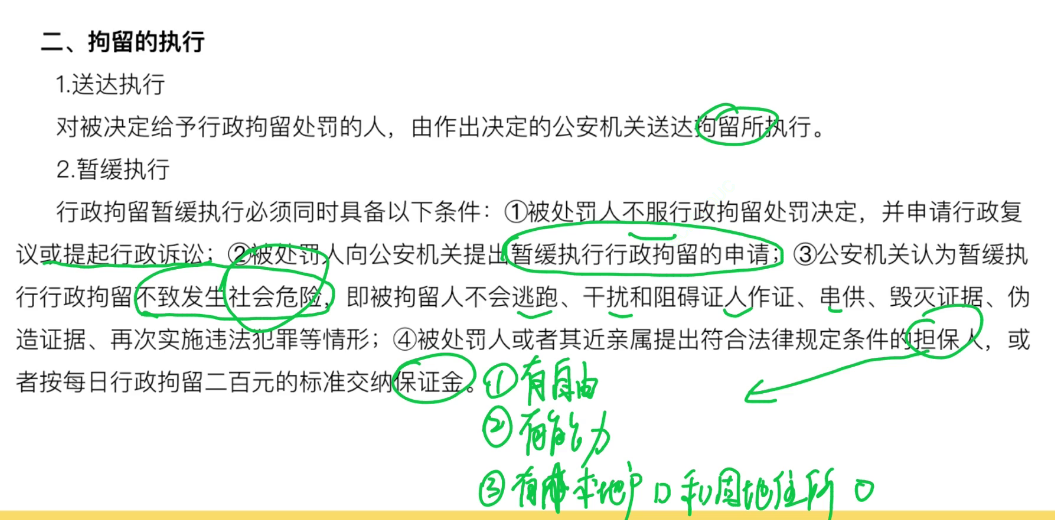 二、拘留的执行
1.送达执行
对被决定给予行政拘留处罚的人，由作出决定的公安机关送达拘留所执行。
2.暂缓执行
行政拘留暂缓执行必须同时具备以下条件：①被处罚人不服行政拘留处罚决定，并申请行政复
议或提起行政诉讼；②被处罚人向公安机关提出暂缓执行行政拘留的申请；③公安机关认为暂缓执
行行政拘留不致发生社会危险，即被拘留人不会逃跑、干扰和阻碍证人作证、串供、毁灭证据、伪
造证据、再次实施违法犯罪等情形；④被处罚人或者其近亲属提出符合法律规定条件的担保人，或
者按每日行政拘留二百元的标准交纳保证金。
①有自由
②有能力
③有本地户口和固地住所